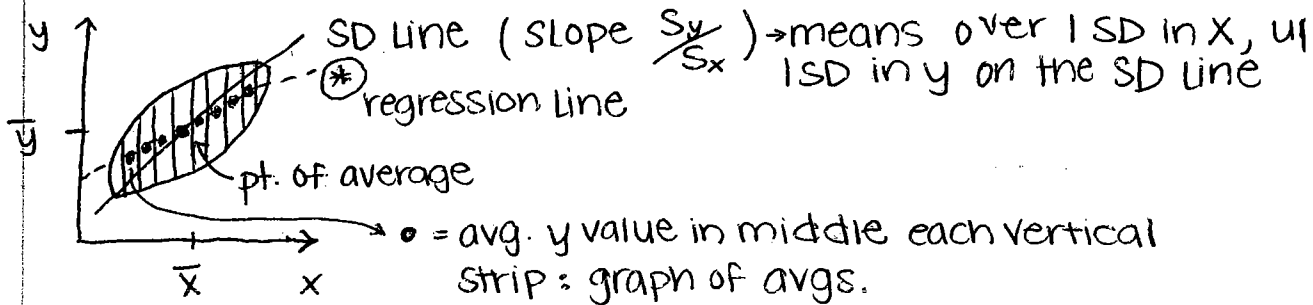 y
SD Line (slope Sy/Sx) → means over 1 SD in X,
1SD in y on the SD Line
* regression line
y̅
pt. of average
• = avg. y value in middle each vertical
strip: graph of avgs.
x̅ x